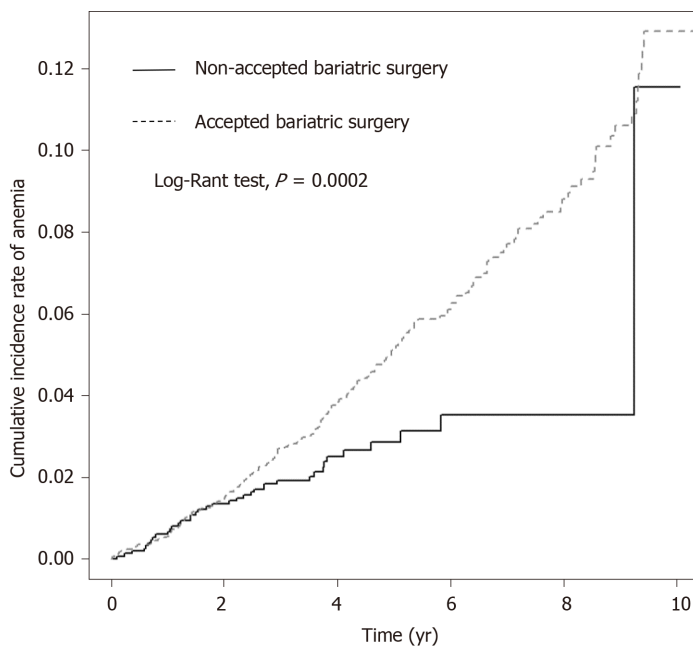 Cumulative incidence rate of anemia
0.12
0.10
0.08
0.06
0.04
0.02
0.00
Non-accepted bariatric surgery
Accepted bariatric surgery
Log-Rant test, P = 0.0002
0 2 4 6 8 10
Time (yr)